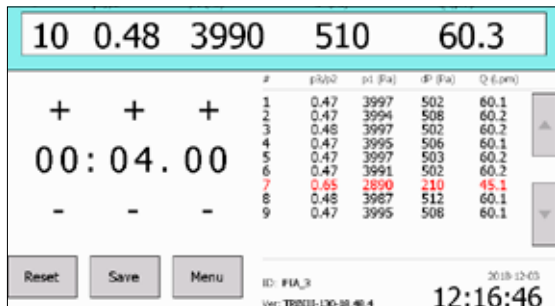 10 0.48 3990 510 60.3
# p3/p2 p1 (Pa) dP (Pa) Q (Lpm)
1 0.47 3997 502 60.1
2 0.47 3994 508 60.2
3 0.48 3997 502 60.2
4 0.47 3995 506 60.1
5 0.47 3997 503 60.2
6 0.47 3991 502 60.2
7 0.65 2890 210 45.1
8 0.48 3987 512 60.1
9 0.47 3995 508 60.1
+ + +
00:04.00
- - -
Reset Save Menu
ID: 
2018-12-03
Ver:
12:16:46